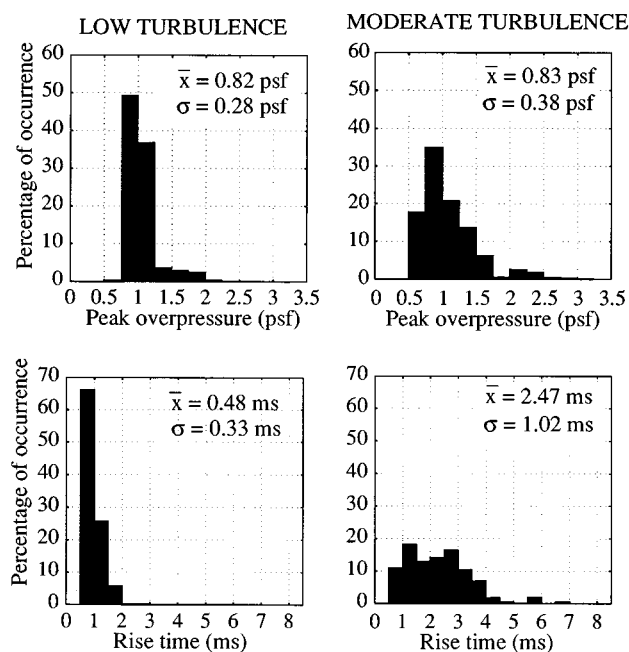 LOW TURBULENCE
MODERATE TURBULENCE
Percentage of occurrence
60
50
40
30
20
10
0
x̅ = 0.82 psf
σ = 0.28 psf
0 0.5 1 1.5 2 2.5 3 3.5
Peak overpressure (psf)
60
50
40
30
20
10
0
x̅ = 0.83 psf
σ = 0.38 psf
0 0.5 1 1.5 2 2.5 3 3.5
Peak overpressure (psf)
Percentage of occurrence
70
60
50
40
30
20
10
0
x̅ = 0.48 ms
σ = 0.33 ms
0 1 2 3 4 5 6 7 8
Rise time (ms)
70
60
50
40
30
20
10
0
x̅ = 2.47 ms
σ = 1.02 ms
0 1 2 3 4 5 6 7 8
Rise time (ms)